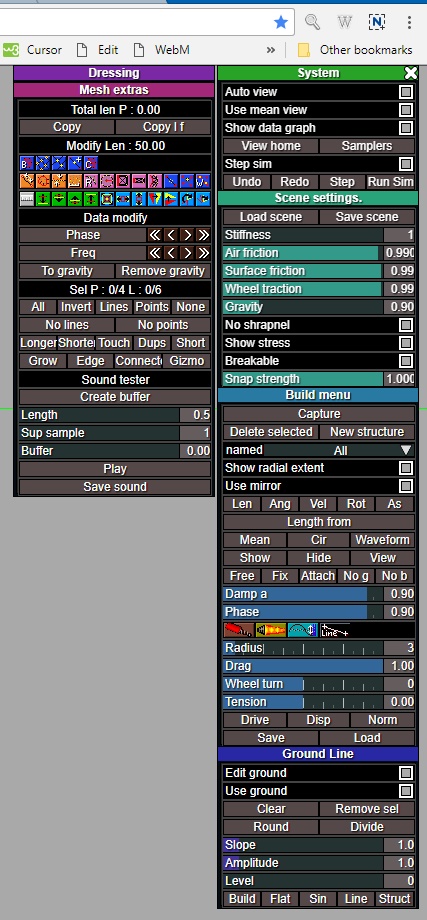 Cursor Edit WebM » Other bookmarks
Dressing
Mesh extras
Total len P : 0.00
Copy Copy l f
Modify Len : 50.00
Data modify
Phase
Freq
To gravity Remove gravity
Sel P : 0/4 L : 0/6
All Invert Lines Points None
No lines No points
Longer Shorter Touch Dups Short
Grow Edge Connect Gizmo
Sound tester
Create buffer
Length 0.5
Sup sample 1
Buffer 0.00
Play
Save sound
System
Auto view
Use mean view
Show data graph
View home Samplers
Step sim
Undo Redo Step Run Sim
Scene settings.
Load scene Save scene
Stiffness 1
Air friction 0.990
Surface friction 0.99
Wheel traction 0.99
Gravity 0.90
No shrapnel
Show stress
Breakable
Snap strength 1.000
Build menu
Capture
Delete selected New structure
named All
Show radial extent
Use mirror
Len Ang Vel Rot As
Length from
Mean Cir Waveform
Show Hide View
Free Fix Attach No g No b
Damp a 0.90
Phase 0.90
Line
Radius 3
Drag 1.00
Wheel turn 0
Tension 0.00
Drive Disp Norm
Save Load
Ground Line
Edit ground
Use ground
Clear Remove sel
Round Divide
Slope 1.0
Amplitude 1.0
Level 0
Build Flat Sin Line Struct